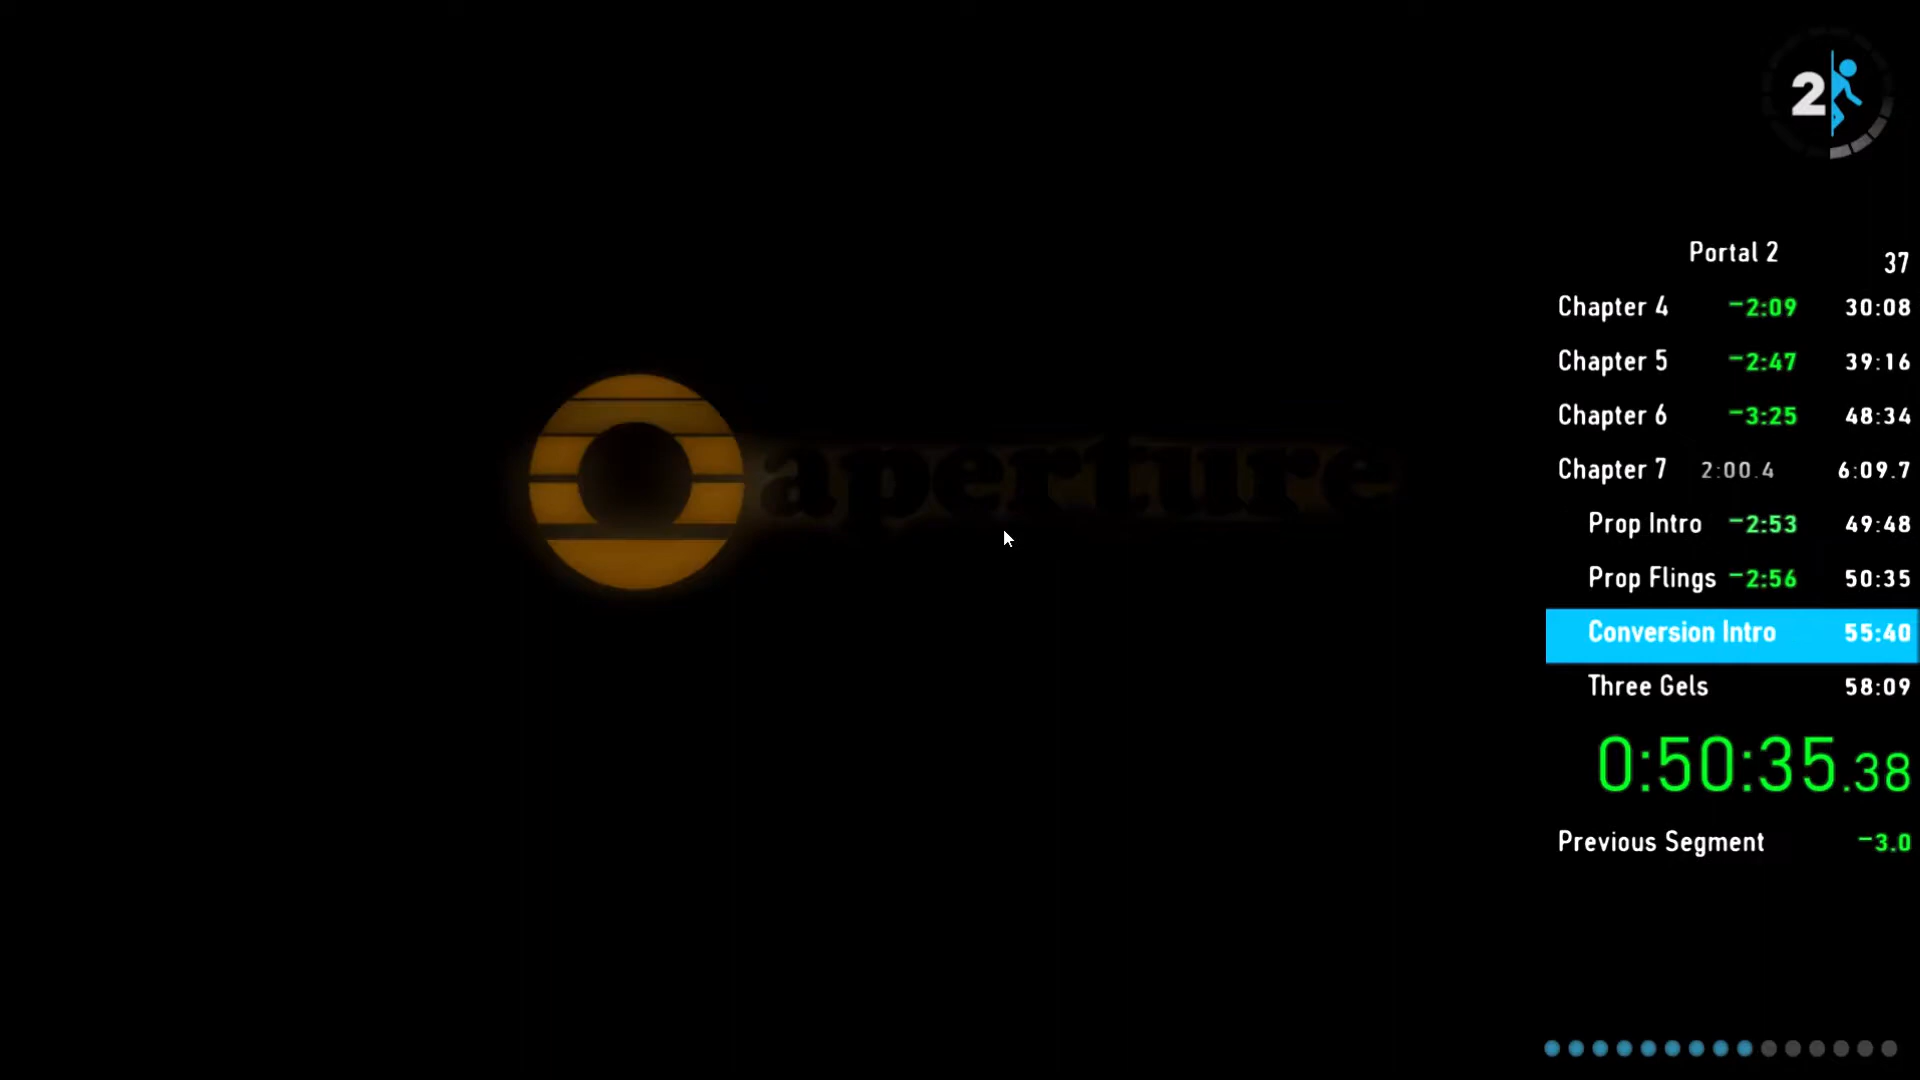 2
Portal 2
37
Chapter 4 -2:09 30:08
Chapter 5 -2:47 39:16
Chapter 6 -3:25 48:34
Chapter 7 2:00.4 6:09.7
Prop Intro -2:53 49:48
Prop Flings -2:56 50:35
aperture
Conversion Intro 55:40
Three Gels 58:09
0:50:35.38
Previous Segment -3.0